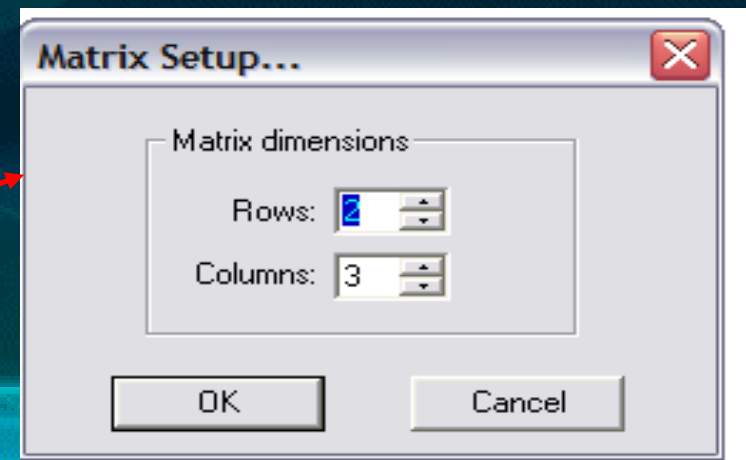 Matrix Setup...
Matrix dimensions
Rows: 2
Columns: 3
OK Cancel